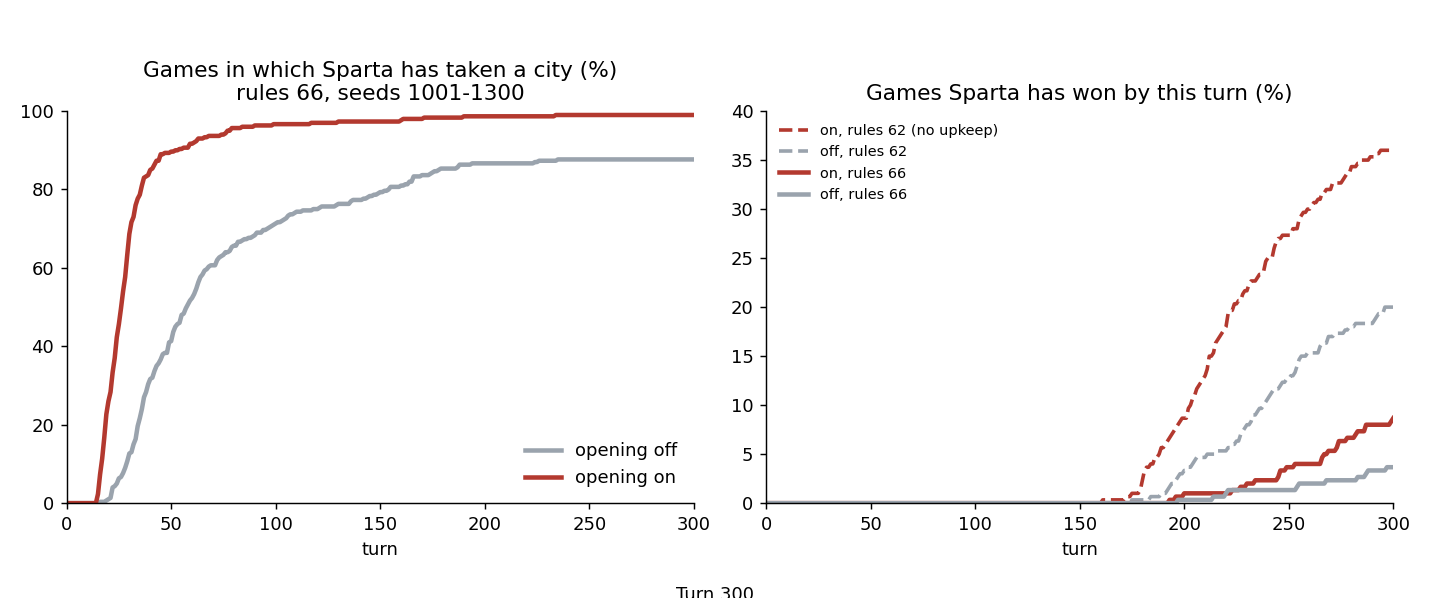 Games in which Sparta has taken a city (%)
rules 66, seeds 1001-1300
100
80
60
40
20
0
0 50 100 150 200 250 300
turn
opening off
opening on
Games Sparta has won by this turn (%)
40
35
30
25
20
15
10
5
0
on, rules 62 (no upkeep)
off, rules 62
on, rules 66
off, rules 66
0 50 100 150 200 250 300
turn
Turn 300